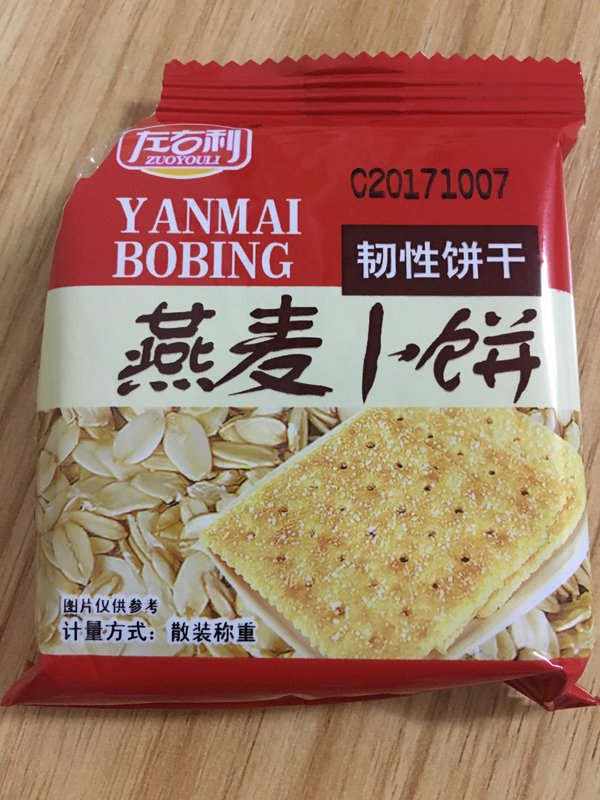 左右利
ZUOYOULI
C20171007
YANMAI
BOBING
韧性饼干
燕麦卜饼
图片仅供参考
计量方式：散装称重